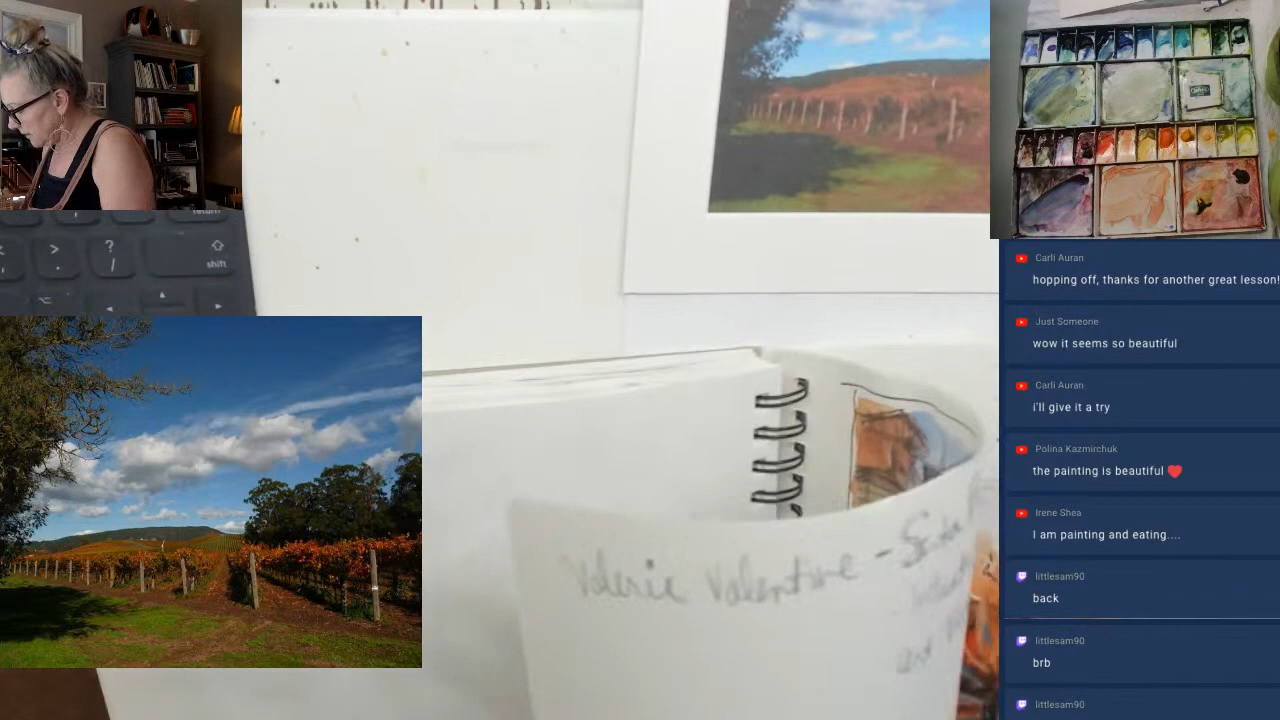 return
>
.
?
/
shift
Valerie Valentine -
Carli Auran
hopping off, thanks for another great lesson!
Just Someone
wow it seems so beautiful
Carli Auran
i'll give it a try
Polina Kazmirchuk
the painting is beautiful ❤️
Irene Shea
I am painting and eating....
littlesam90
back
littlesam90
brb
littlesam90